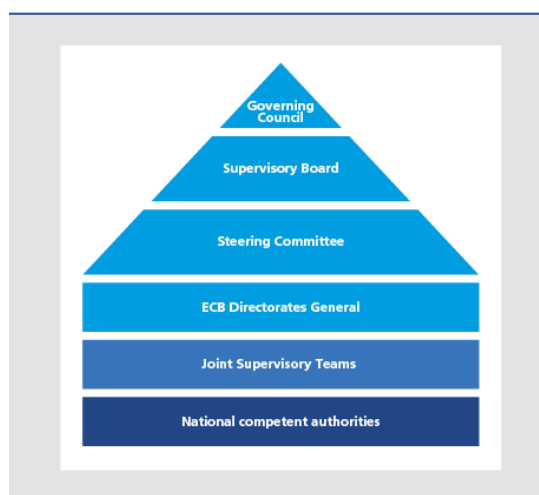 Governing
Council
Supervisory Board
Steering Committee
ECB Directorates General
Joint Supervisory Teams
National competent authorities